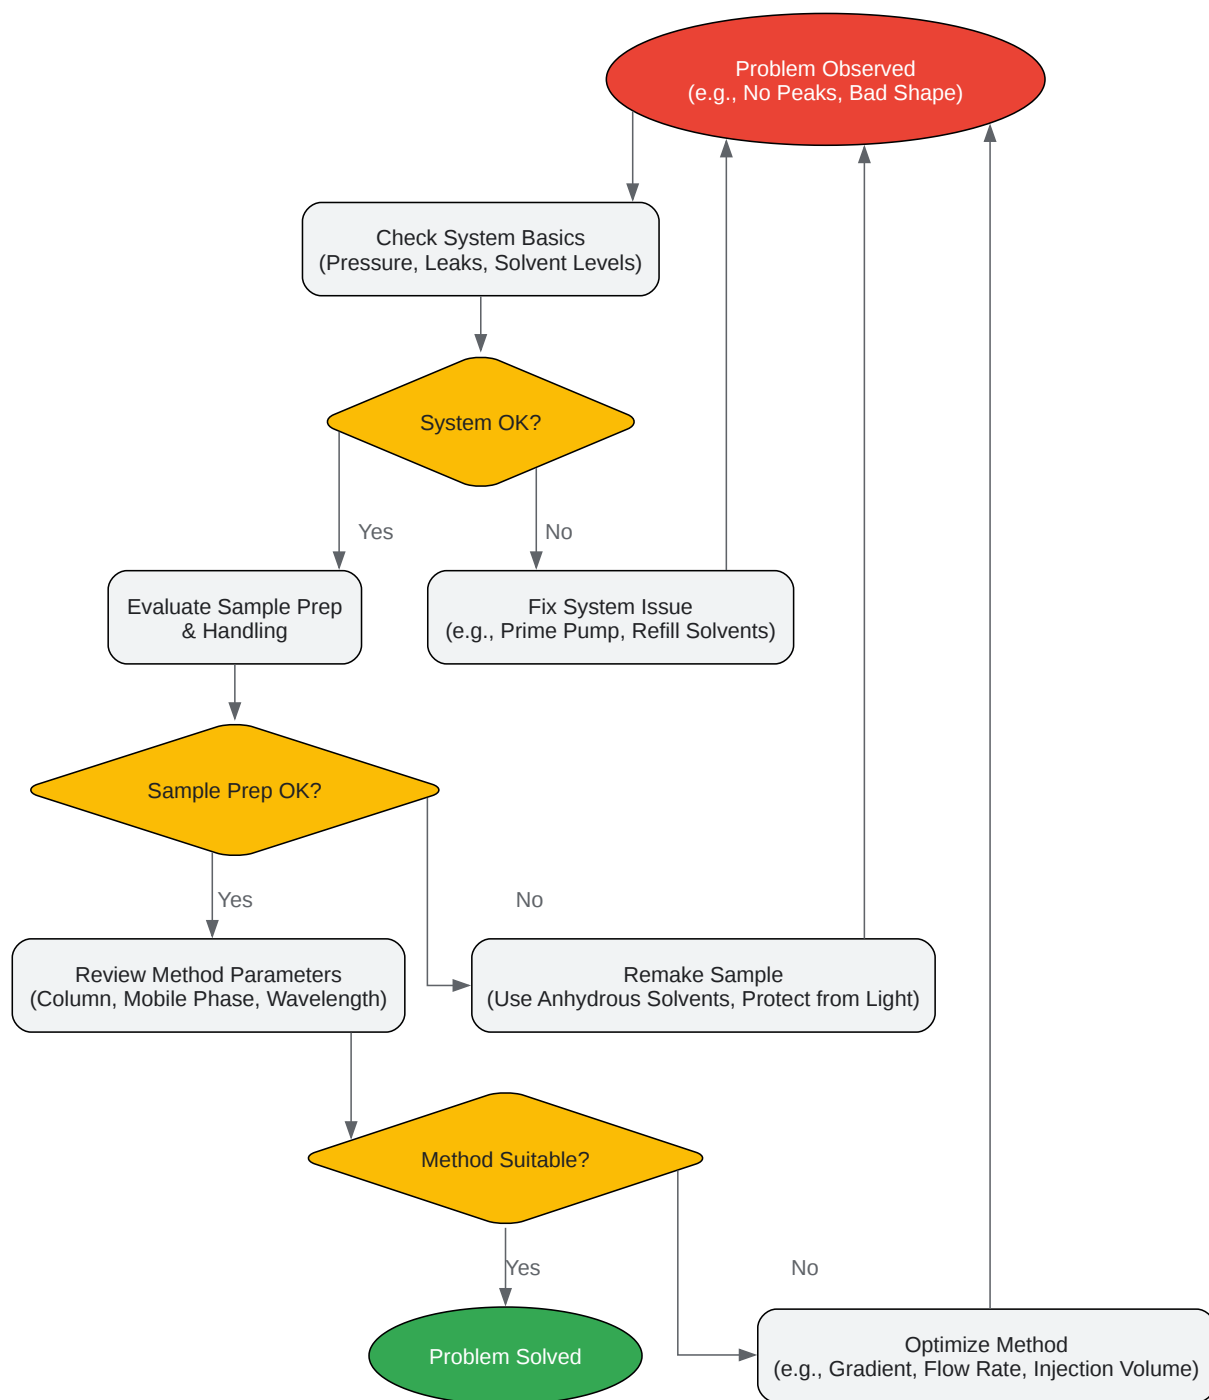 Problem Observed
(e.g., No Peaks, Bad Shape)
Check System Basics
(Pressure, Leaks, Solvent Levels)
System OK?
Yes
No
Evaluate Sample Prep
& Handling
Fix System Issue
(e.g., Prime Pump, Refill Solvents)
Sample Prep OK?
Yes
No
Review Method Parameters
(Column, Mobile Phase, Wavelength)
Remake Sample
(Use Anhydrous Solvents, Protect from Light)
Method Suitable?
Yes
No
Problem Solved
Optimize Method
(e.g., Gradient, Flow Rate, Injection Volume)